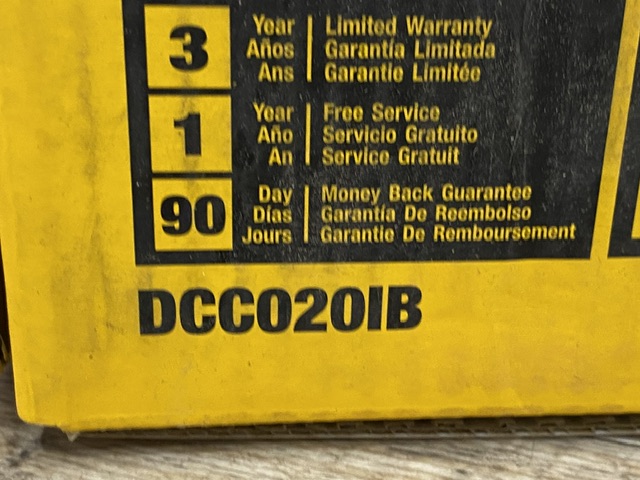 3
Year | Limited Warranty
Años | Garantía Limitada
Ans | Garantie Limitée
1
Year | Free Service
Año | Servicio Gratuito
An | Service Gratuit
90
Day | Money Back Guarantee
Días | Garantía De Reembolso
Jours | Garantie De Remboursement
DCC020IB